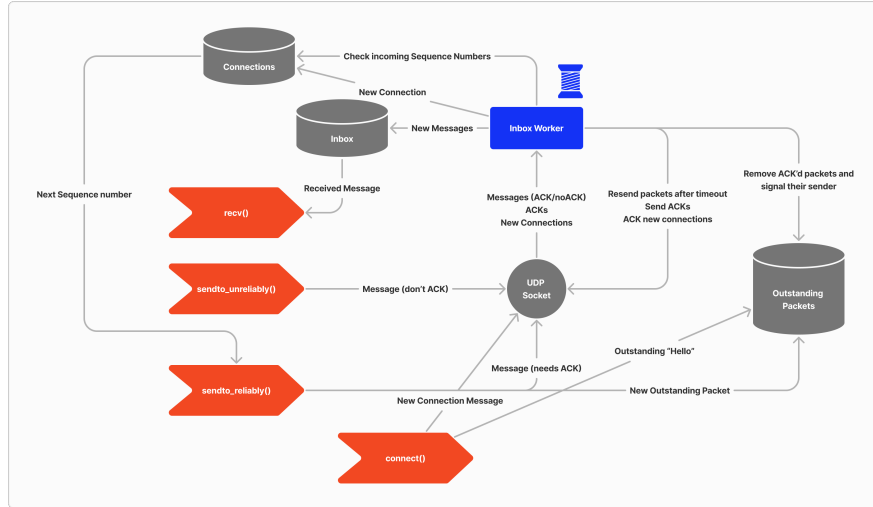 Check incoming Sequence Numbers
Connections
New Connection
Inbox Worker
New Messages
Inbox
Remove ACK'd packets and
signal their sender
Received Message
Next Sequence number
Messages (ACK/noACK)
ACKs
New Connections
Resend packets after timeout
Send ACKs
ACK new connections
recv()
sendto_unreliably()
Message (don't ACK)
UDP
Socket
Outstanding
Packets
Outstanding "Hello"
Message (needs ACK)
sendto_reliably()
New Outstanding Packet
New Connection Message
connect()